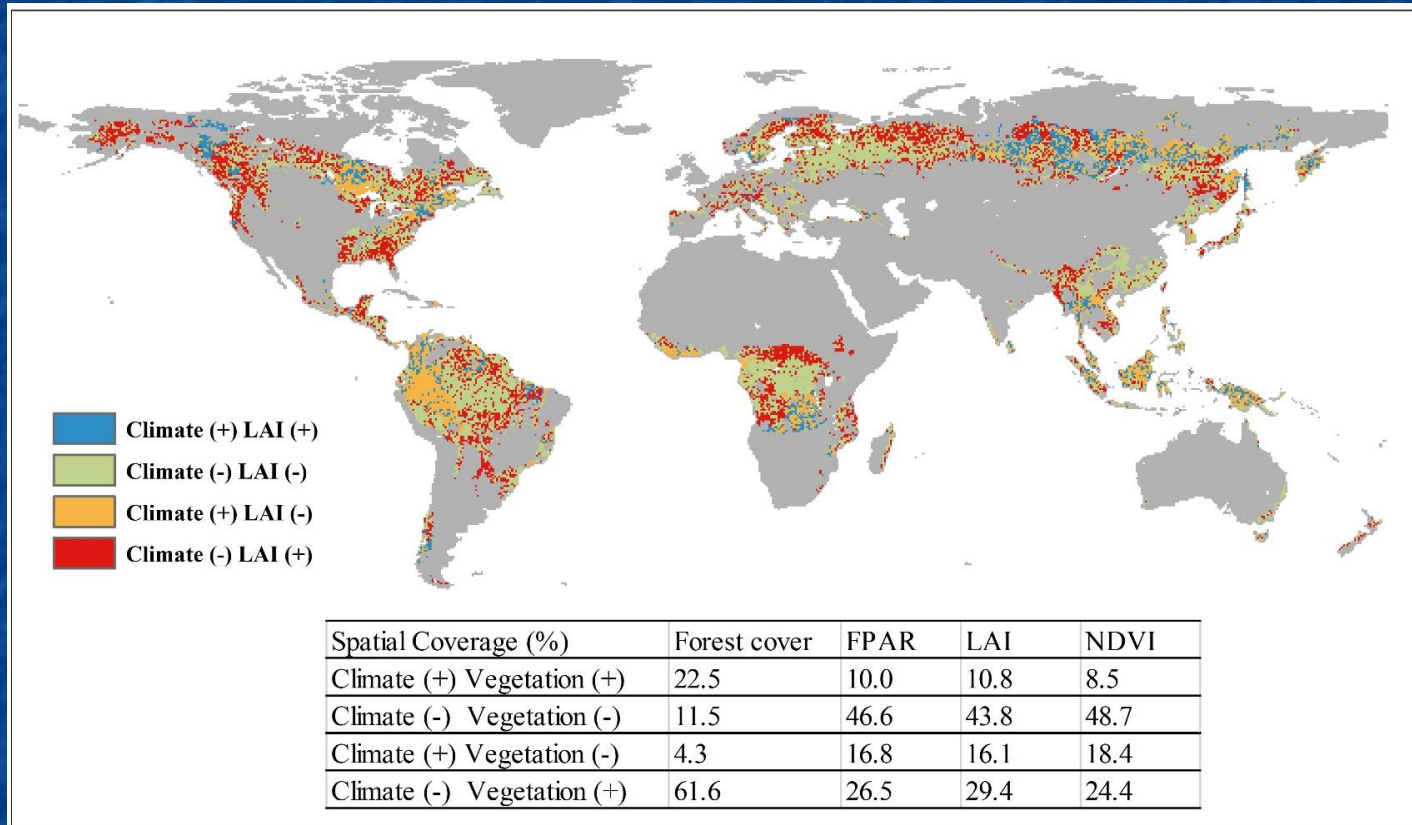 Climate (+) LAI (+)
Climate (-) LAI (-)
Climate (+) LAI (-)
Climate (-) LAI (+)
Spatial Coverage (%) Forest cover FPAR LAI NDVI
Climate (+) Vegetation (+) 22.5 10.0 10.8 8.5
Climate (-) Vegetation (-) 11.5 46.6 43.8 48.7
Climate (+) Vegetation (-) 4.3 16.8 16.1 18.4
Climate (-) Vegetation (+) 61.6 26.5 29.4 24.4